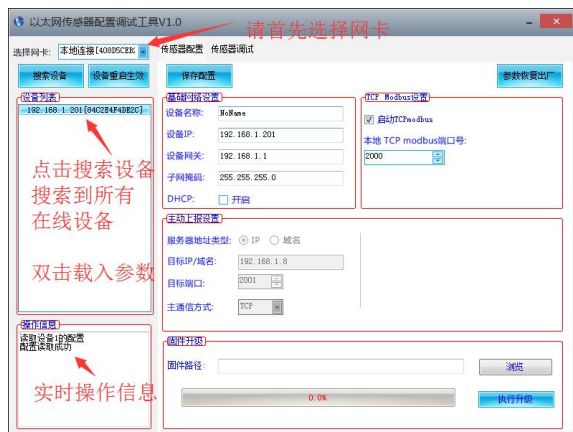 以太网传感器配置调试工具V1.0
请首先选择网卡
选择网卡: 本地连接[408D5CEB
传感器配置 传感器调试
搜索设备 设备重启生效 保存配置 参数恢复出厂
设备列表
192.168.1.201[84C2E4F4DE2C]
点击搜索设备
搜索到所有
在线设备
双击载入参数
基础网络设置
设备名称: NoName
设备IP: 192.168.1.201
设备网关: 192.168.1.1
子网掩码: 255.255.255.0
DHCP: 开启
TCP Modbus设置
启动TCPmodbus
本地 TCP modbus端口号:
2000
主动上报设置
服务器地址类型: IP 域名
目标IP/域名: 192.168.1.8
目标端口: 2001
主通信方式: TCP
操作信息
读取设备1的配置
配置读取成功
实时操作信息
固件升级
固件路径: 浏览
0.0% 执行升级